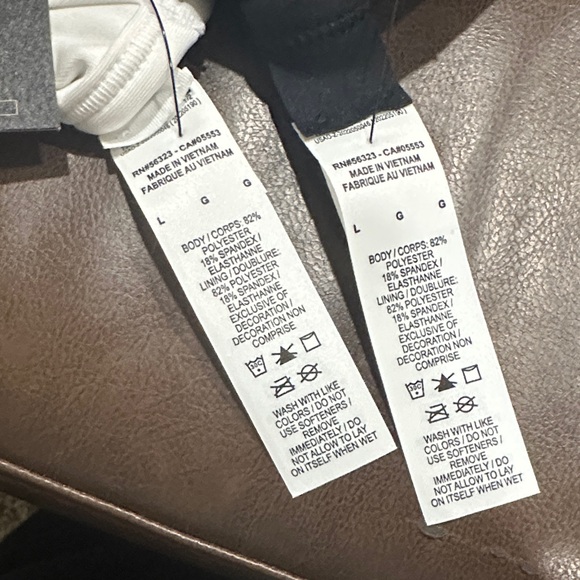 RN#56323 - CA#05553
MADE IN VIETNAM
FABRIQUE AU VIETNAM
L G G
BODY / CORPS: 82%
POLYESTER
18% SPANDEX /
ELASTHANNE
LINING / DOUBLURE:
82% POLYESTER
18% SPANDEX /
ELASTHANNE
EXCLUSIVE OF
DECORATION /
DECORATION NON
COMPRISE
WASH WITH LIKE
COLORS / DO NOT
USE SOFTENERS /
REMOVE
IMMEDIATELY / DO
NOT ALLOW TO LAY
ON ITSELF WHEN WET
RN#56323 - CA#05553
MADE IN VIETNAM
FABRIQUE AU VIETNAM
L G G
BODY / CORPS: 82%
POLYESTER
18% SPANDEX /
ELASTHANNE
LINING / DOUBLURE:
82% POLYESTER
18% SPANDEX /
ELASTHANNE
EXCLUSIVE OF
DECORATION /
DECORATION NON
COMPRISE
WASH WITH LIKE
COLORS / DO NOT
USE SOFTENERS /
REMOVE
IMMEDIATELY / DO
NOT ALLOW TO LAY
ON ITSELF WHEN WET